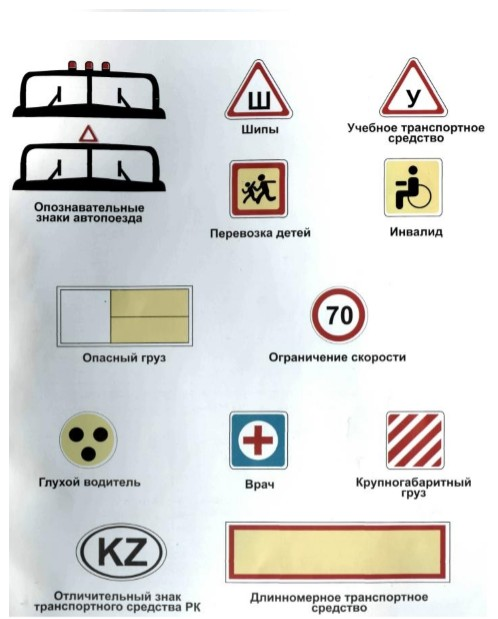 Ш
Шипы
У
Учебное транспортное
средство
Опознавательные
знаки автопоезда
Перевозка детей
Инвалид
Опасный груз
70
Ограничение скорости
Глухой водитель
Врач
Крупногабаритный
груз
KZ
Отличительный знак
транспортного средства РК
Длинномерное транспортное
средство